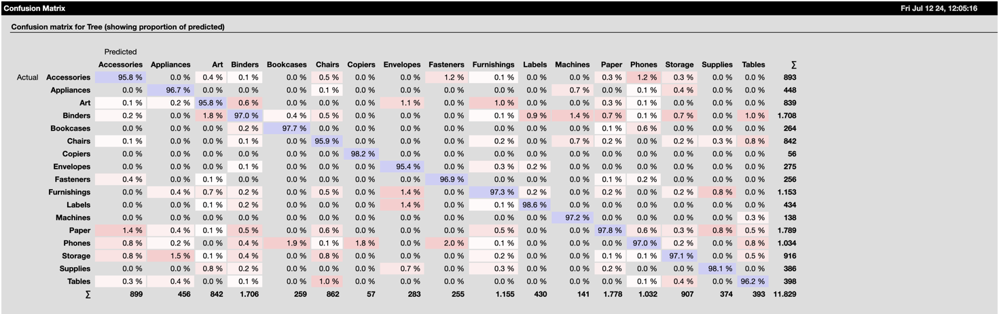 Confusion Matrix Fri Jul 12 24, 12:05:16
Confusion matrix for Tree (showing proportion of predicted)
Predicted
Accessories Appliances Art Binders Bookcases Chairs Copiers Envelopes Fasteners Furnishings Labels Machines Paper Phones Storage Supplies Tables Σ
Actual Accessories 95.8 % 0.0 % 0.4 % 0.1 % 0.0 % 0.5 % 0.0 % 0.0 % 1.2 % 0.1 % 0.0 % 0.0 % 0.3 % 1.2 % 0.3 % 0.0 % 0.0 % 893
Appliances 0.0 % 96.7 % 0.0 % 0.0 % 0.0 % 0.1 % 0.0 % 0.0 % 0.0 % 0.0 % 0.0 % 0.7 % 0.0 % 0.1 % 0.4 % 0.0 % 0.0 % 448
Art 0.1 % 0.2 % 95.8 % 0.6 % 0.0 % 0.0 % 0.0 % 1.1 % 0.0 % 1.0 % 0.0 % 0.0 % 0.3 % 0.1 % 0.0 % 0.0 % 0.0 % 839
Binders 0.2 % 0.0 % 1.8 % 97.0 % 0.4 % 0.5 % 0.0 % 0.0 % 0.0 % 0.1 % 0.9 % 1.4 % 0.7 % 0.1 % 0.7 % 0.0 % 1.0 % 1.708
Bookcases 0.0 % 0.0 % 0.0 % 0.2 % 97.7 % 0.0 % 0.0 % 0.0 % 0.0 % 0.0 % 0.0 % 0.0 % 0.1 % 0.6 % 0.0 % 0.0 % 0.0 % 264
Chairs 0.1 % 0.0 % 0.0 % 0.1 % 0.0 % 95.9 % 0.0 % 0.0 % 0.0 % 0.2 % 0.0 % 0.7 % 0.2 % 0.0 % 0.2 % 0.3 % 0.8 % 842
Copiers 0.0 % 0.0 % 0.0 % 0.0 % 0.0 % 0.0 % 98.2 % 0.0 % 0.0 % 0.0 % 0.0 % 0.0 % 0.0 % 0.0 % 0.0 % 0.0 % 0.0 % 56
Envelopes 0.0 % 0.0 % 0.0 % 0.1 % 0.0 % 0.0 % 0.0 % 95.4 % 0.0 % 0.3 % 0.2 % 0.0 % 0.0 % 0.0 % 0.0 % 0.0 % 0.0 % 275
Fasteners 0.4 % 0.0 % 0.1 % 0.0 % 0.0 % 0.0 % 0.0 % 0.0 % 96.9 % 0.0 % 0.0 % 0.0 % 0.1 % 0.2 % 0.0 % 0.0 % 0.0 % 256
Furnishings 0.0 % 0.4 % 0.7 % 0.2 % 0.0 % 0.5 % 0.0 % 1.4 % 0.0 % 97.3 % 0.2 % 0.0 % 0.2 % 0.0 % 0.2 % 0.8 % 0.0 % 1.153
Labels 0.0 % 0.0 % 0.1 % 0.2 % 0.0 % 0.0 % 0.0 % 1.4 % 0.0 % 0.1 % 98.6 % 0.0 % 0.0 % 0.0 % 0.0 % 0.0 % 0.0 % 434
Machines 0.0 % 0.0 % 0.0 % 0.0 % 0.0 % 0.0 % 0.0 % 0.0 % 0.0 % 0.0 % 0.0 % 97.2 % 0.0 % 0.0 % 0.0 % 0.0 % 0.3 % 138
Paper 1.4 % 0.4 % 0.1 % 0.5 % 0.0 % 0.6 % 0.0 % 0.0 % 0.0 % 0.5 % 0.0 % 0.0 % 97.8 % 0.6 % 0.3 % 0.8 % 0.5 % 1.789
Phones 0.8 % 0.2 % 0.0 % 0.4 % 1.9 % 0.1 % 1.8 % 0.0 % 2.0 % 0.1 % 0.0 % 0.0 % 0.0 % 97.0 % 0.2 % 0.0 % 0.8 % 1.034
Storage 0.8 % 1.5 % 0.1 % 0.4 % 0.0 % 0.8 % 0.0 % 0.0 % 0.0 % 0.2 % 0.0 % 0.0 % 0.1 % 0.1 % 97.1 % 0.0 % 0.5 % 916
Supplies 0.0 % 0.0 % 0.8 % 0.2 % 0.0 % 0.0 % 0.0 % 0.7 % 0.0 % 0.3 % 0.0 % 0.0 % 0.2 % 0.0 % 0.0 % 98.1 % 0.0 % 386
Tables 0.3 % 0.4 % 0.0 % 0.1 % 0.0 % 1.0 % 0.0 % 0.0 % 0.0 % 0.0 % 0.0 % 0.0 % 0.0 % 0.1 % 0.4 % 0.0 % 96.2 % 398
Σ 899 456 842 1.706 259 862 57 283 255 1.155 430 141 1.778 1.032 907 374 393 11.829